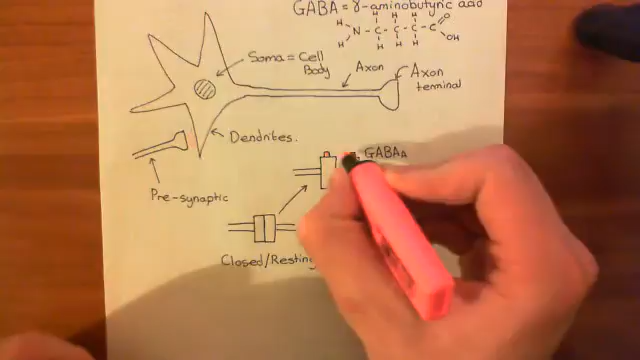 GABA = γ-aminobutyric acid
H H H
H
N - C - C - C - C
O
OH
H
H H H
Soma = Cell
Body
Axon
Axon
terminal
Dendrites.
GABAA
Pre-synaptic
Closed/Resting